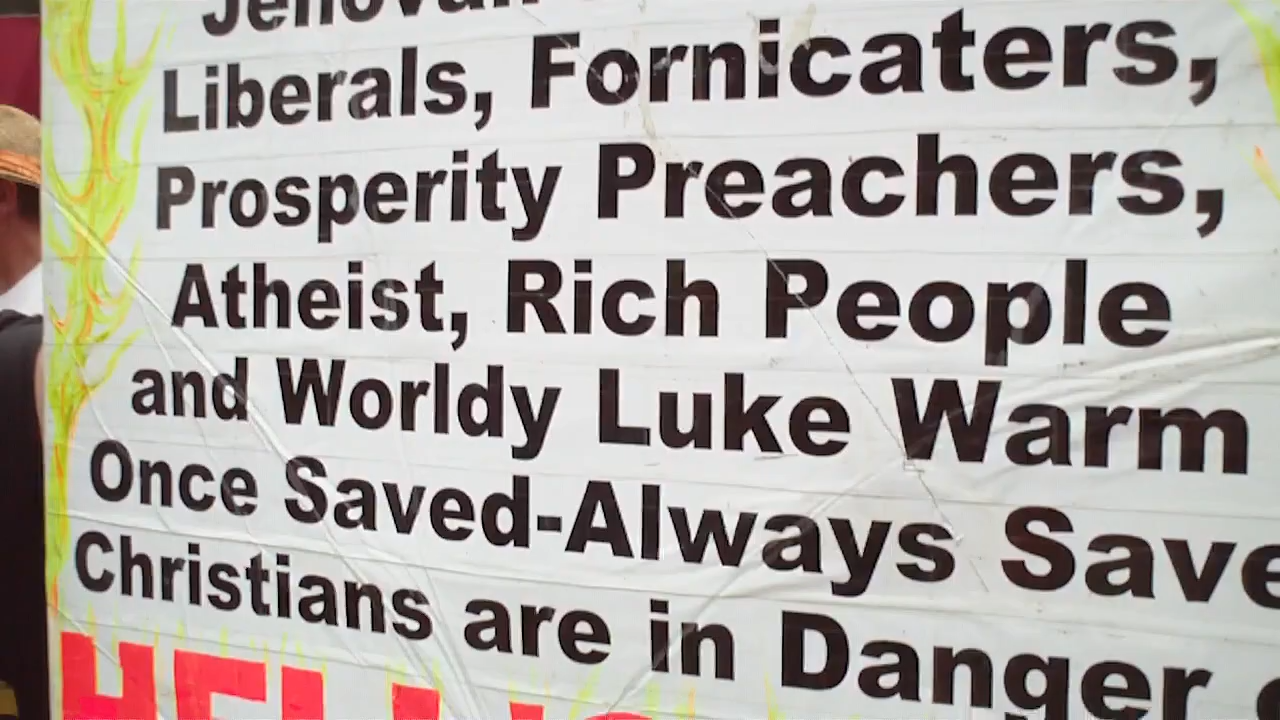 Jehovah
Liberals, Fornicaters,
Prosperity Preachers,
Atheist, Rich People
and Worldy Luke Warm
Once Saved-Always Save
Christians are in Danger